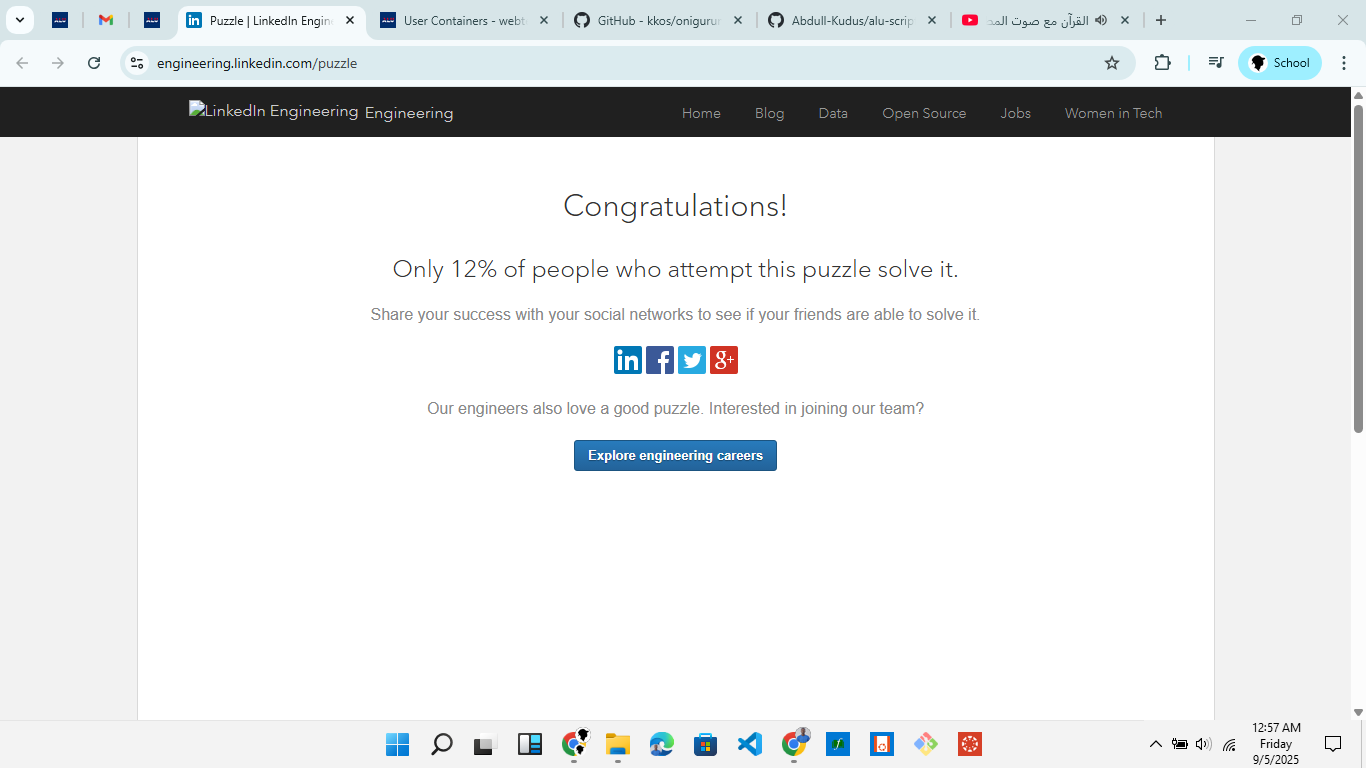 Puzzle | LinkedIn Engine
User Containers - webt
GitHub - kkos/onigurur
Abdull-Kudus/alu-scrip
القرآن مع صوت المط
engineering.linkedin.com/puzzle
School
LinkedIn Engineering Engineering
Home
Blog
Data
Open Source
Jobs
Women in Tech
Congratulations!
Only 12% of people who attempt this puzzle solve it.
Share your success with your social networks to see if your friends are able to solve it.
in f g+
Our engineers also love a good puzzle. Interested in joining our team?
Explore engineering careers
12:57 AM
Friday
9/5/2025